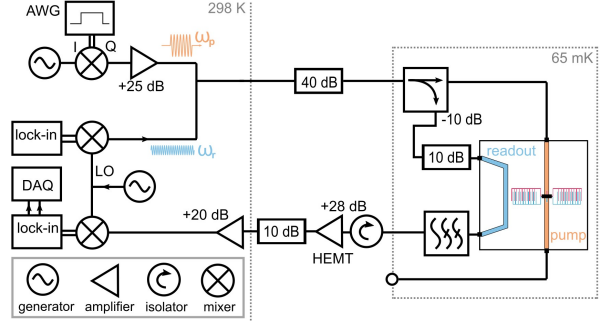 AWG
298 K
65 mK
I
Q
ωp
+25 dB
40 dB
-10 dB
lock-in
ωr
10 dB
readout
DAQ
LO
+20 dB
+28 dB
lock-in
10 dB
HEMT
pump
generator
amplifier
isolator
mixer